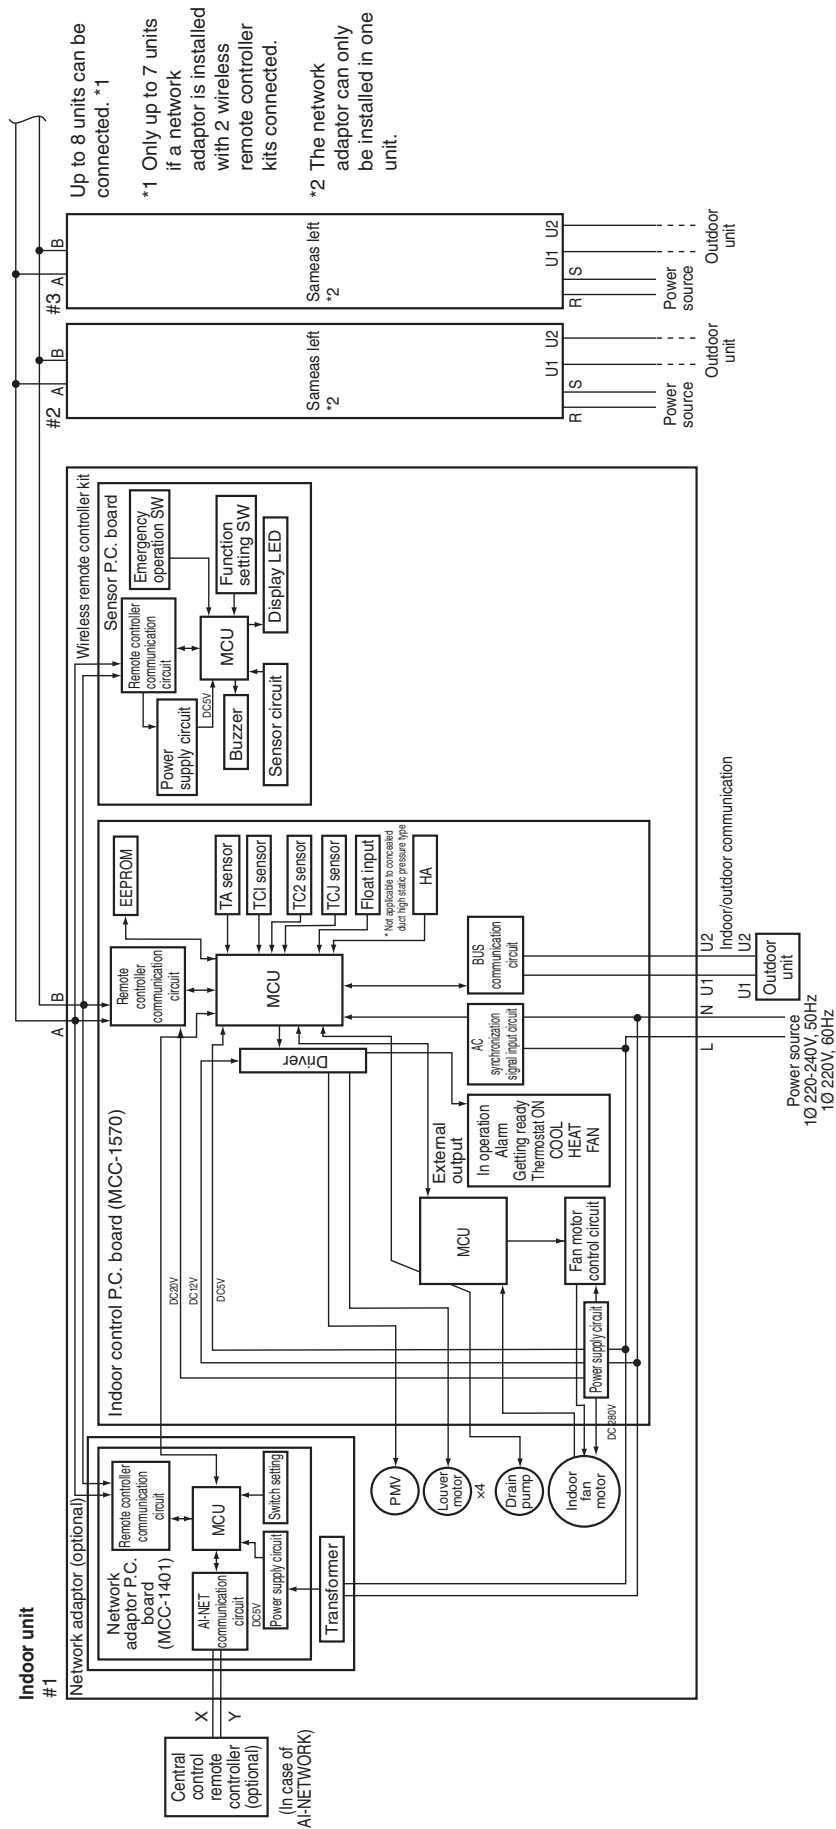 Indoor unit
#1
Network adaptor (optional)
Network
adaptor P.C.
board
(MCC-1401)
Remote controller
communication
circuit
MCU
AI-NET
communication
circuit
DC5V
Switch setting
Power supply circuit
Transformer
X
Y
Central
control
remote
controller
(optional)
(In case of
AI-NETWORK)
Indoor control P.C. board (MCC-1570)
DC20V
DC12V
DC5V
Remote
controller
communication
circuit
EEPROM
MCU
Driver
TA sensor
TCI sensor
TC2 sensor
TCJ sensor
Float input
* Not applicable to concealed
duct high static pressure type
HA
External
output
In operation
Alarm
Getting ready
Thermostat ON
COOL
HEAT
FAN
AC
synchronization
signal input circuit
BUS
communication
circuit
MCU
Fan motor
control circuit
Power supply circuit
DC 280V
PMV
Louver
motor
×4
Drain
pump
Indoor
fan
motor
A
B
Wireless remote controller kit
Sensor P.C. board
Remote controller
communication
circuit
Emergency
operation SW
Power
supply circuit
DC5V
MCU
Function
setting SW
Display LED
Buzzer
Sensor circuit
L
N
U1
U2
Indoor/outdoor communication
U1
U2
Outdoor
unit
Power source
1Ø 220-240V, 50Hz
1Ø 220V, 60Hz
#2
A
B
Sameas left
*2
R
S
U1
U2
Power
source
Outdoor
unit
#3
A
B
Sameas left
*2
R
S
U1
U2
Power
source
Outdoor
unit
Up to 8 units can be
connected. *1
*1 Only up to 7 units
if a network
adaptor is installed
with 2 wireless
remote controller
kits connected.
*2 The network
adaptor can only
be installed in one
unit.